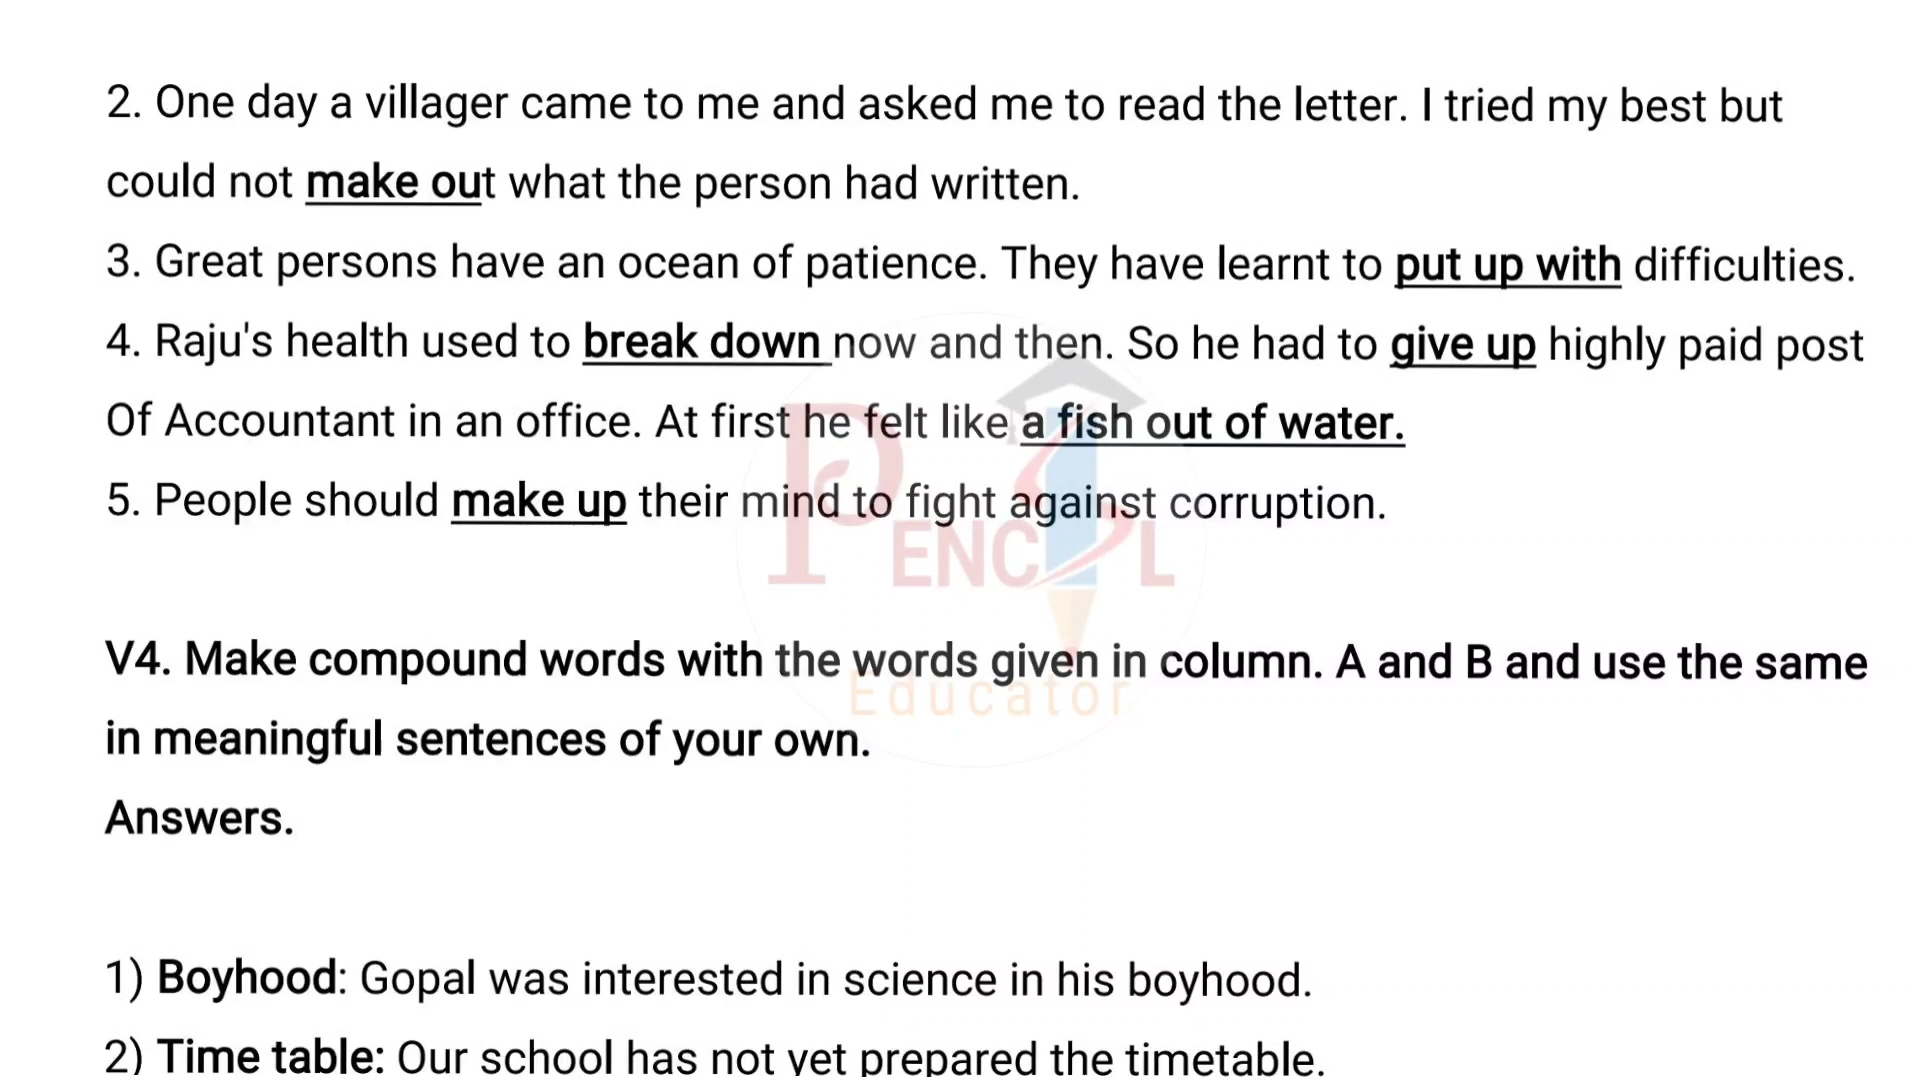 2. One day a villager came to me and asked me to read the letter. I tried my best but
could not make out what the person had written.
3. Great persons have an ocean of patience. They have learnt to put up with difficulties.
4. Raju's health used to break down now and then. So he had to give up highly paid post
Of Accountant in an office. At first he felt like a fish out of water.
5. People should make up their mind to fight against corruption.
PENCIL
Educator
V4. Make compound words with the words given in column. A and B and use the same
in meaningful sentences of your own.
Answers.
1) Boyhood: Gopal was interested in science in his boyhood.
2) Time table: Our school has not yet prepared the timetable.